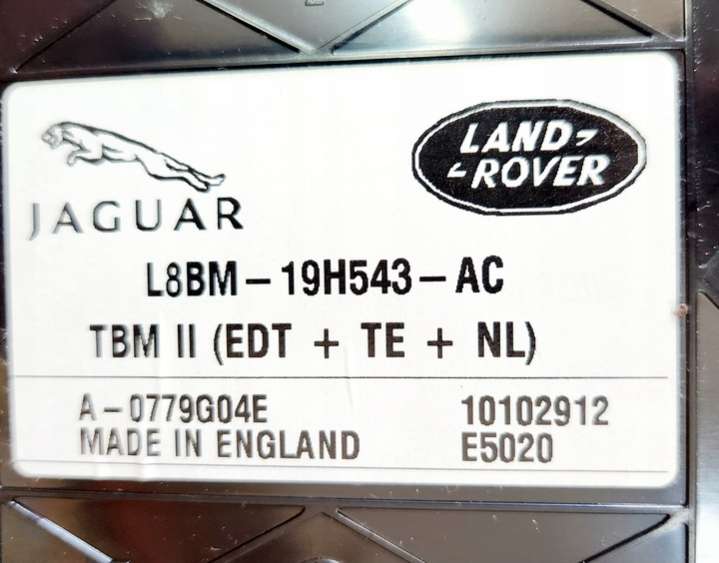 JAGUAR
LAND
ROVER
L8BM-19H543-AC
TBM II (EDT + TE + NL)
A-0779G04E 10102912
MADE IN ENGLAND E5020